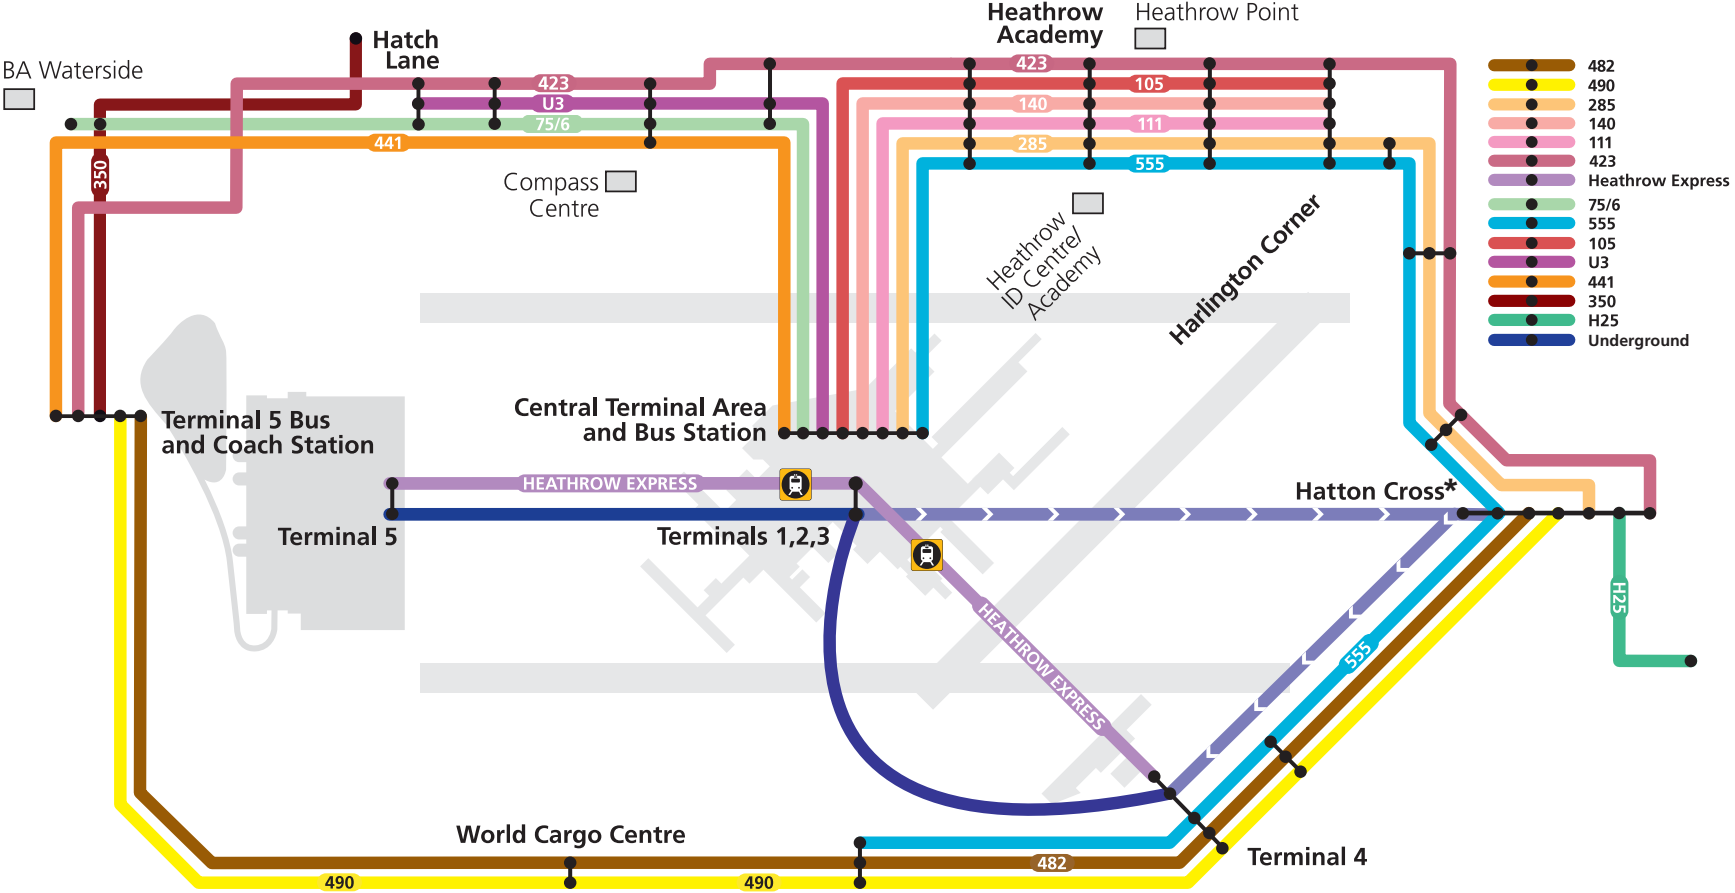 Heathrow
Academy
Heathrow Point
Hatch
Lane
BA Waterside
423
423
105
U3
140
75/6
111
441
285
555
350
Compass
Centre
Heathrow
ID Centre/
Academy
Harlington Corner
482
490
285
140
111
423
Heathrow Express
75/6
555
105
U3
441
350
H25
Underground
Terminal 5 Bus
and Coach Station
Central Terminal Area
and Bus Station
HEATHROW EXPRESS
Hatton Cross*
Terminal 5
Terminals 1,2,3
HEATHROW EXPRESS
H25
555
World Cargo Centre
Terminal 4
482
490
490